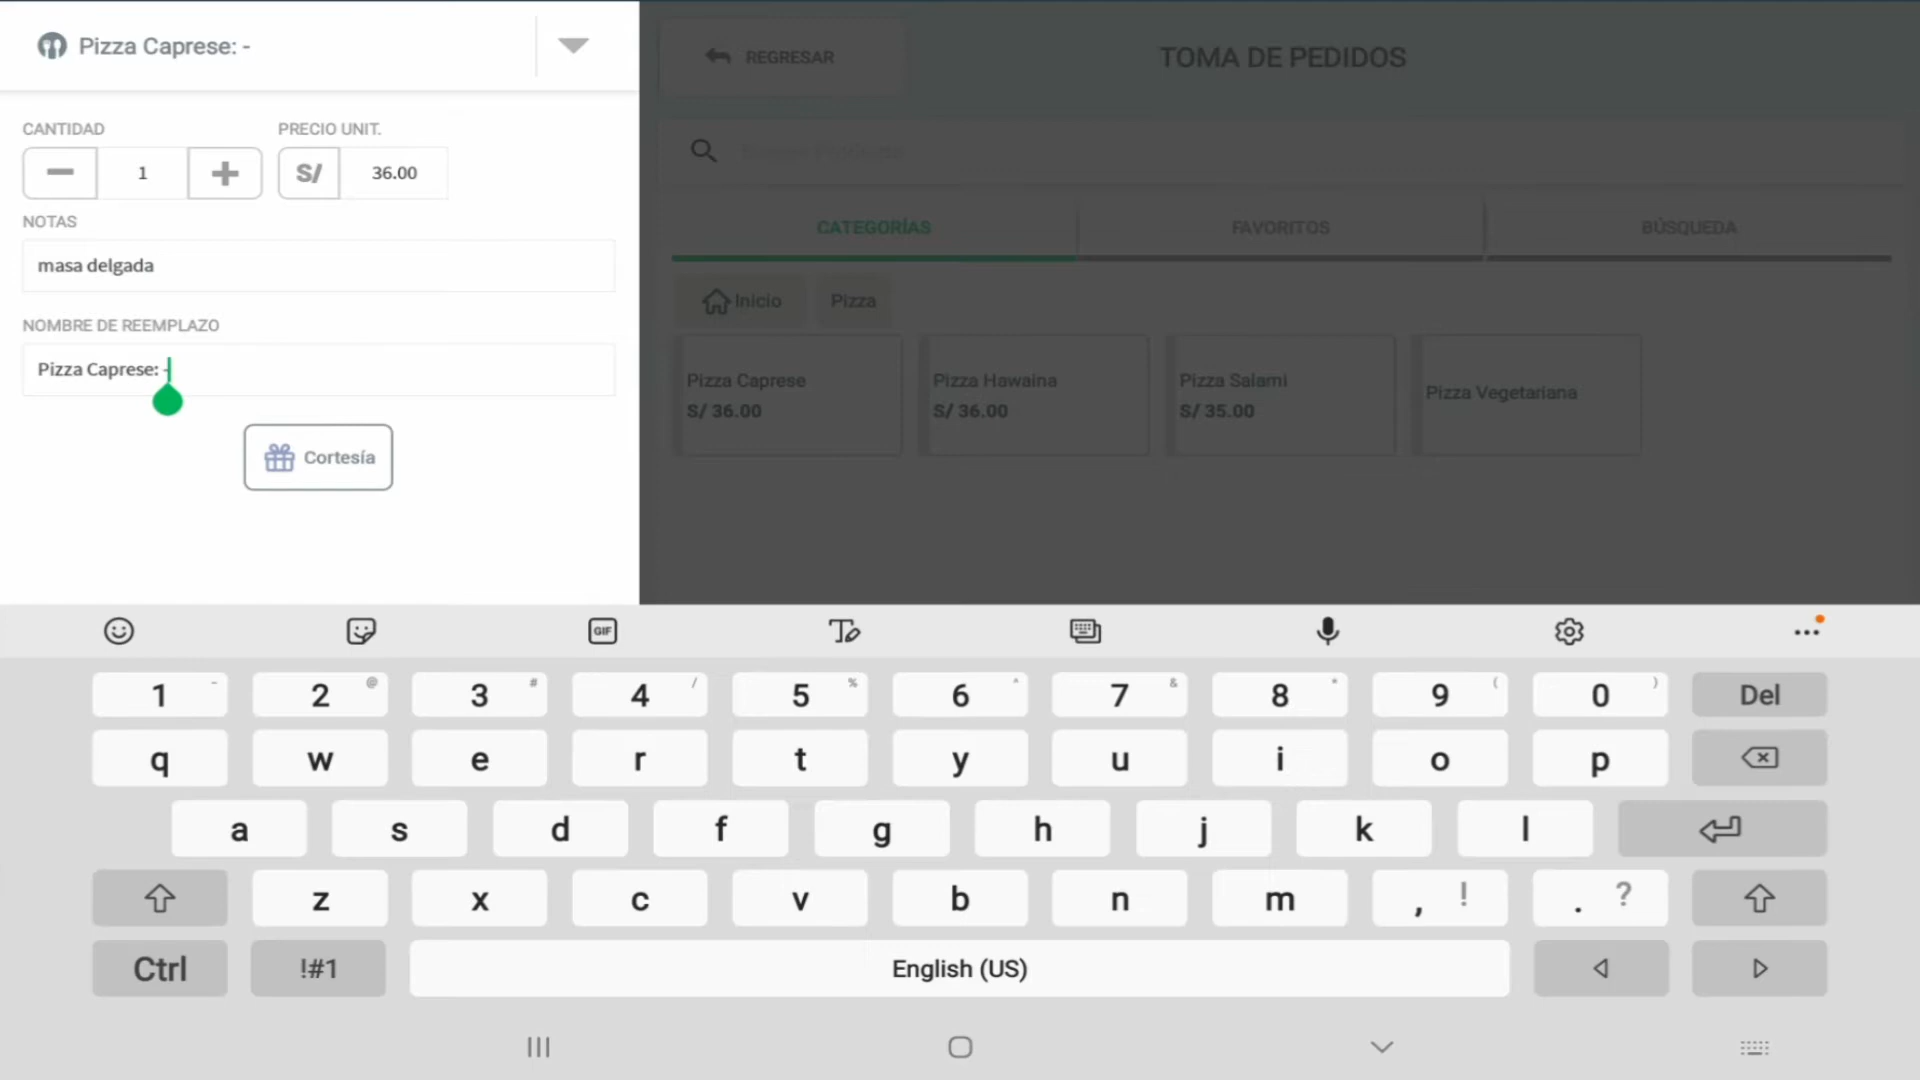 Pizza Caprese: -
CANTIDAD
PRECIO UNIT.
1
S/
36.00
NOTAS
masa delgada
NOMBRE DE REEMPLAZO
Pizza Caprese: -
Cortesía
REGRESAR
TOMA DE PEDIDOS
CATEGORÍAS
FAVORITOS
BÚSQUEDA
Inicio
Pizza
Pizza Caprese
S/ 36.00
Pizza Hawaina
S/ 36.00
Pizza Salami
S/ 35.00
Pizza Vegetariana
GIF
1 - 2 @ 3 # 4 / 5 % 6 ^ 7 & 8 * 9 ( 0 ) Del
q w e r t y u i o p
a s d f g h j k l
z x c v b n m , ! . ?
Ctrl !#1 English (US)